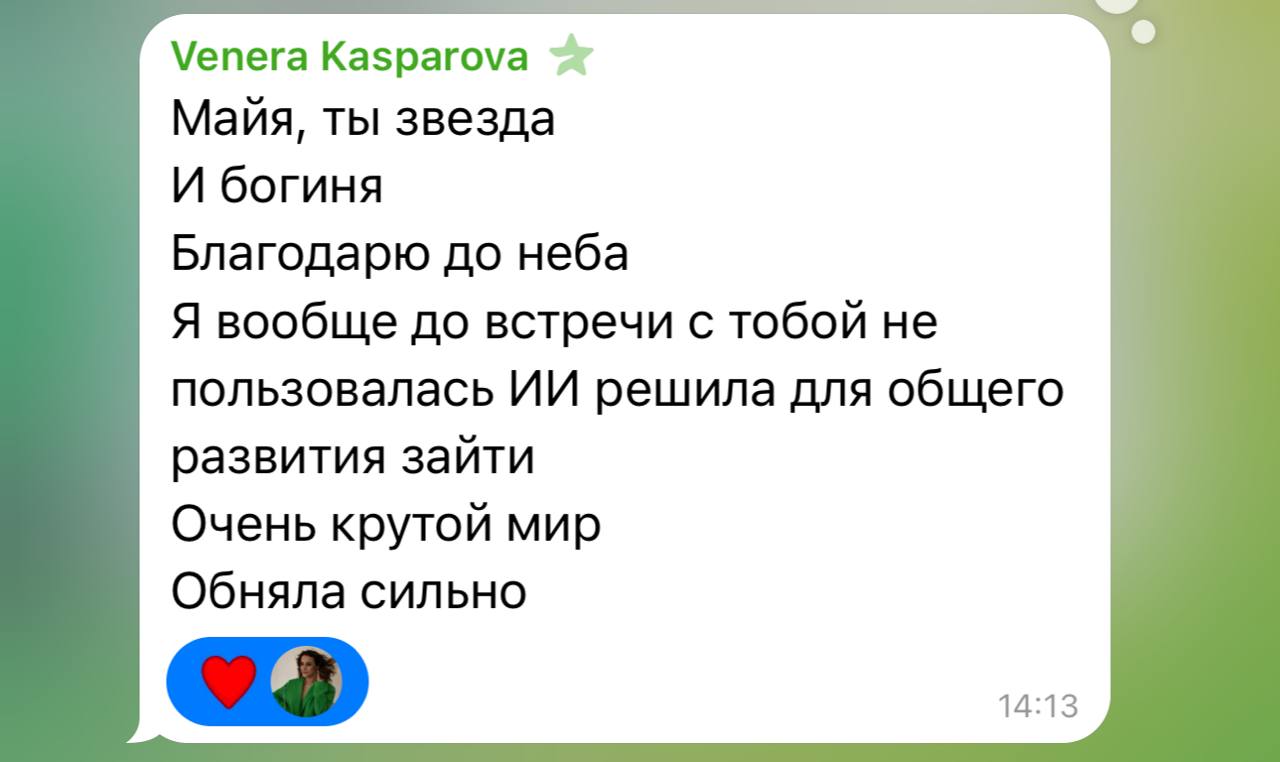 Venera Kasparova
Майя, ты звезда
И богиня
Благодарю до неба
Я вообще до встречи с тобой не
пользовалась ИИ решила для общего
развития зайти
Очень крутой мир
Обняла сильно
14:13